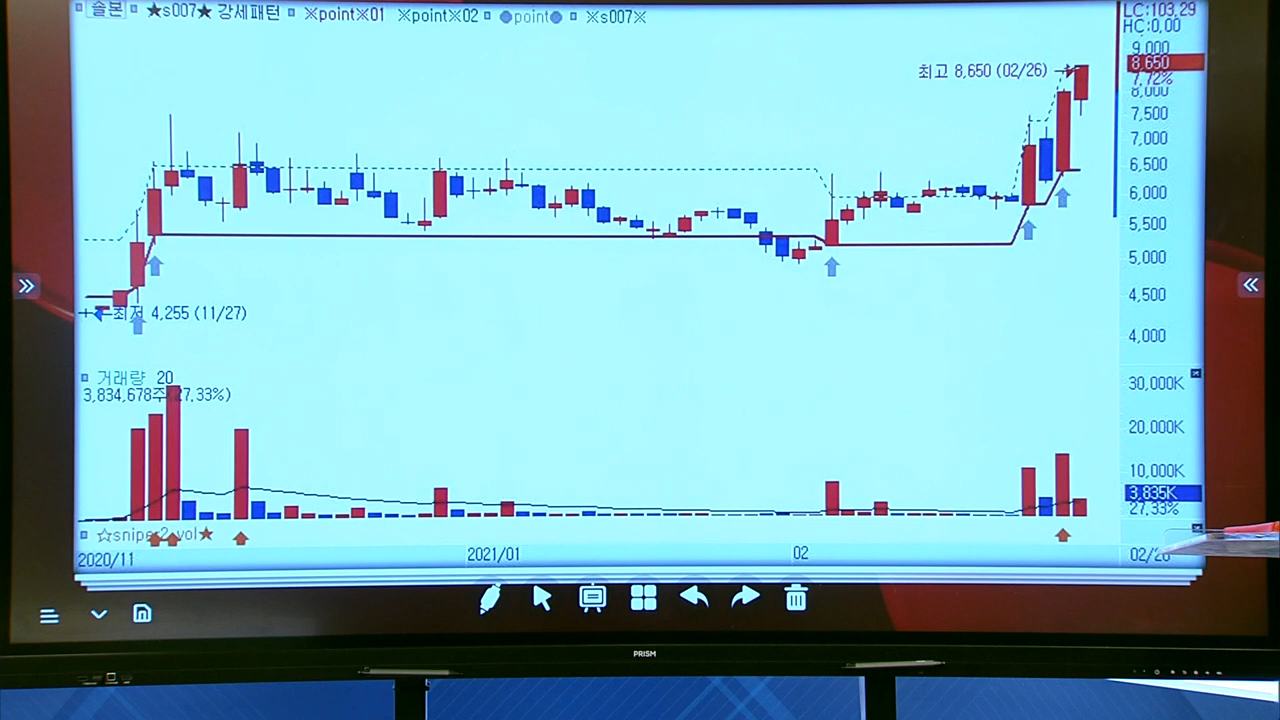 솔본 ★s007★ 강세패턴 ※point※01 ※point※02 ●point● ※s007※
LC:103.29
HC:0.00
9,000
최고 8,650 (02/26)
8,650
7.72%
8,000
7,500
7,000
6,500
6,000
5,500
5,000
4,500
4,000
최저 4,255 (11/27)
거래량 20
3,834,678주(27.33%)
30,000K
20,000K
10,000K
3,835K
27.33%
☆sniper2_vol★
2020/11 2021/01 02 02/26
PRISM